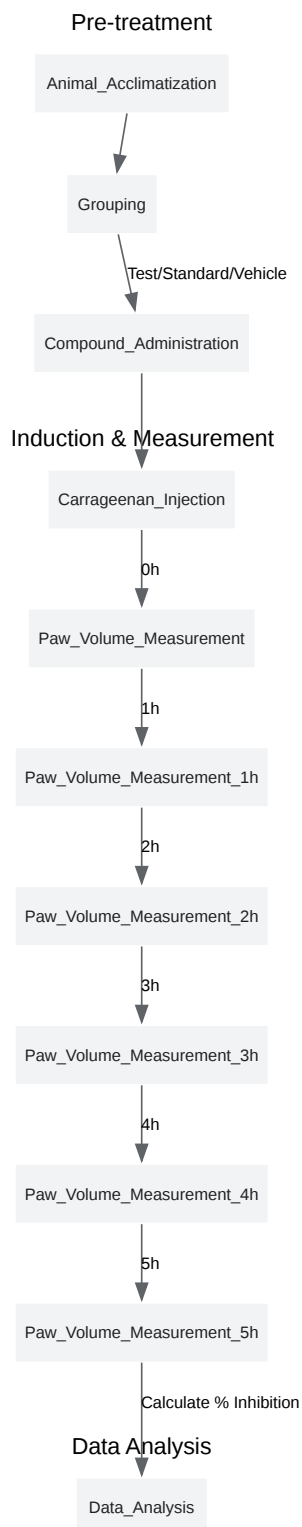 Pre-treatment
Animal_Acclimatization
Grouping
Test/Standard/Vehicle
Compound_Administration
Induction & Measurement
Carrageenan_Injection
0h
Paw_Volume_Measurement
1h
Paw_Volume_Measurement_1h
2h
Paw_Volume_Measurement_2h
3h
Paw_Volume_Measurement_3h
4h
Paw_Volume_Measurement_4h
5h
Paw_Volume_Measurement_5h
Calculate % Inhibition
Data Analysis
Data_Analysis